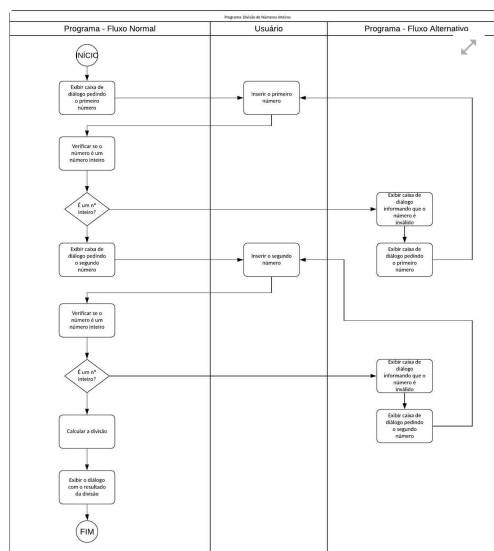 Programa: Divisão de Números Inteiros
Programa - Fluxo Normal
Usuário
Programa - Fluxo Alternativo
INÍCIO
Exibir caixa de
diálogo pedindo
o primeiro
número
Inserir o primeiro
número
Verificar se o
número é um
número inteiro
É um nº
inteiro?
Exibir caixa de
diálogo
informando que o
número é
inválido
Exibir caixa de
diálogo pedindo
o segundo
número
Inserir o segundo
número
Exibir caixa de
diálogo pedindo
o primeiro
número
Verificar se o
número é um
número inteiro
É um nº
inteiro?
Exibir caixa de
diálogo
informando que o
número é
inválido
Calcular a divisão
Exibir caixa de
diálogo pedindo
o segundo
número
Exibir o diálogo
com o resultado
da divisão
FIM